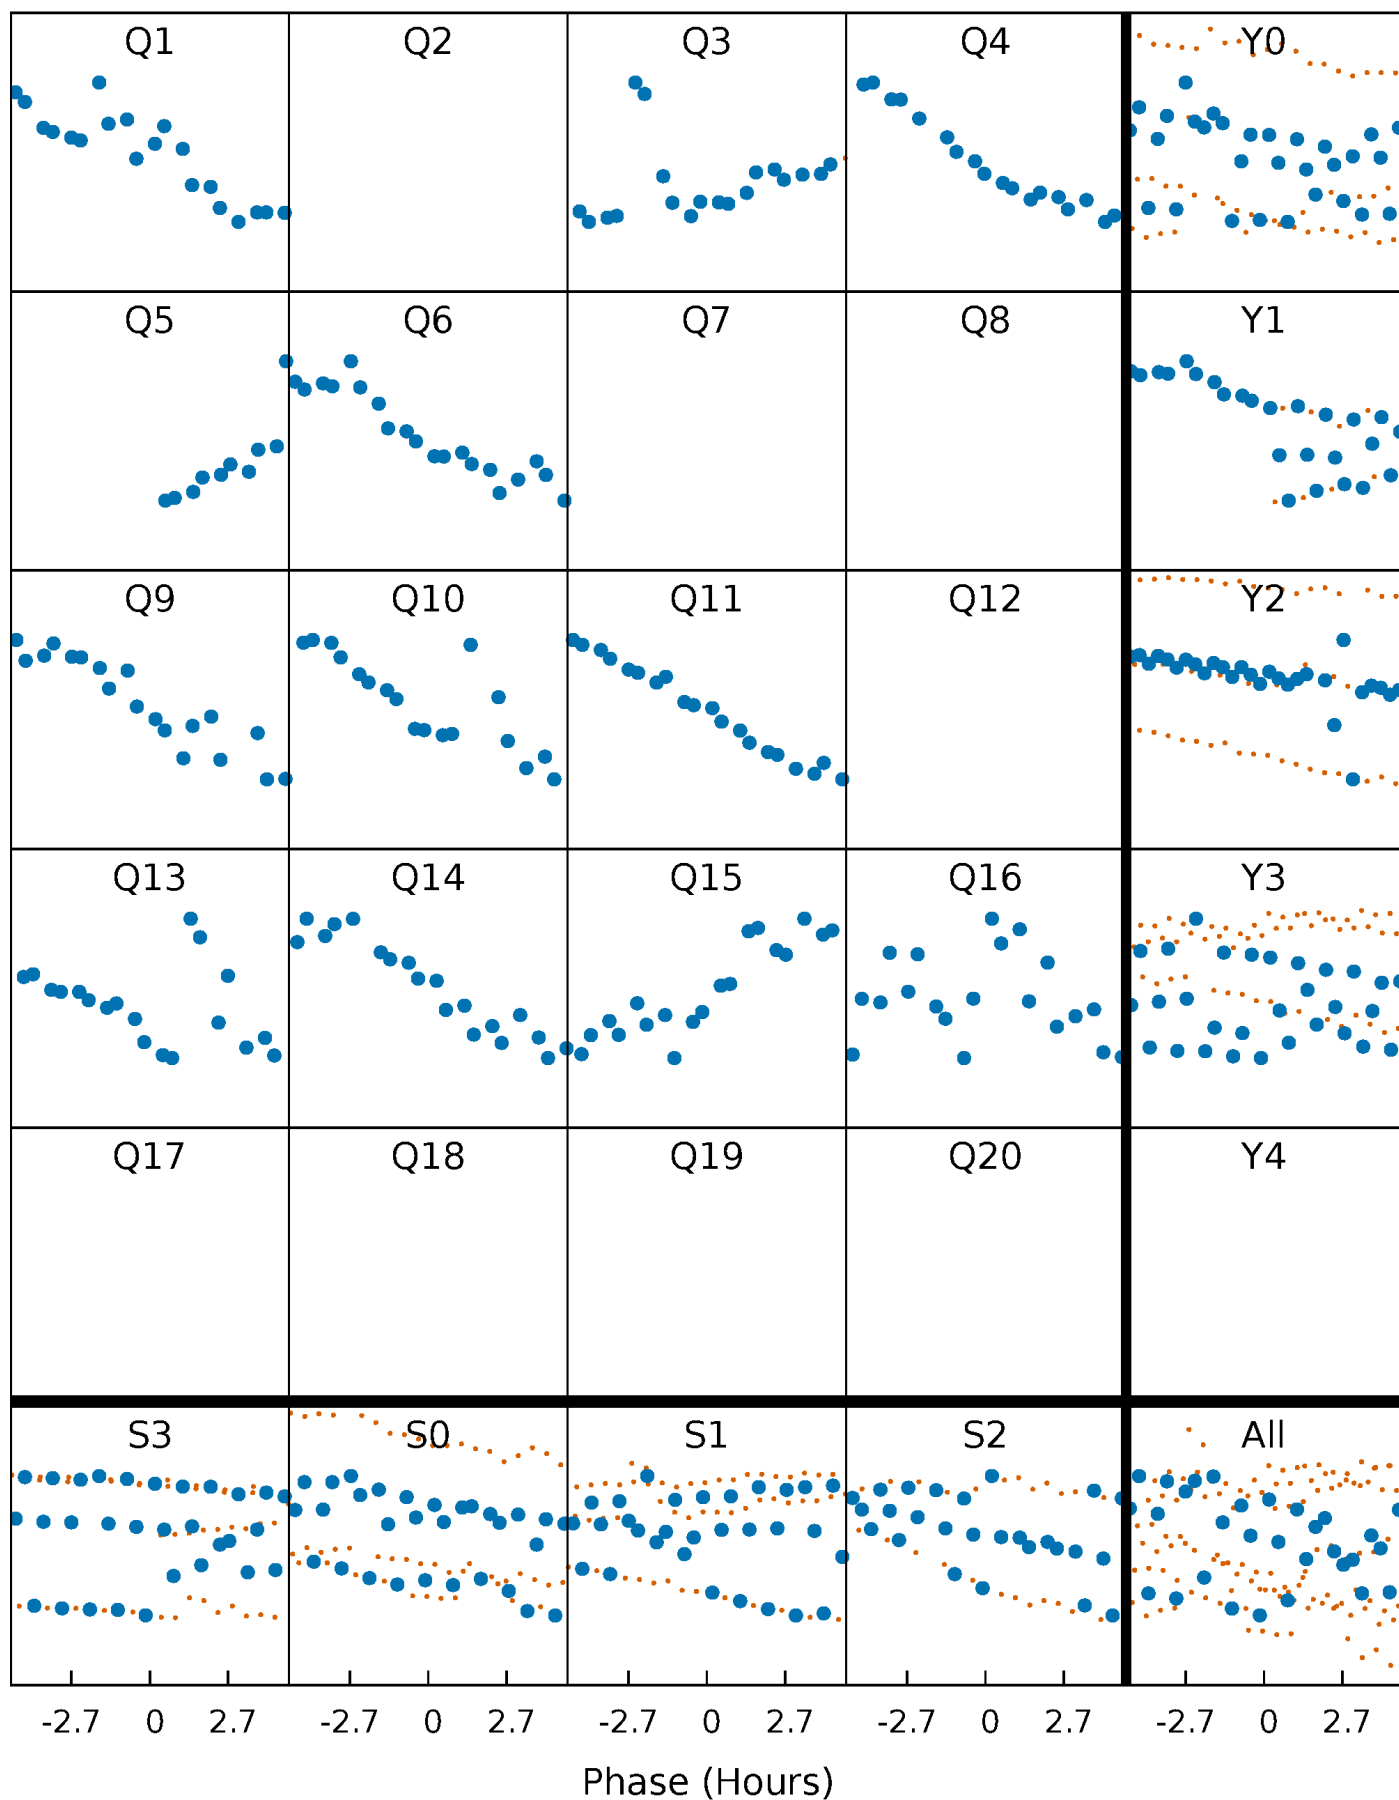 Q1 Q2 Q3 Q4 Y0
Q5 Q6 Q7 Q8 Y1
Q9 Q10 Q11 Q12 Y2
Q13 Q14 Q15 Q16 Y3
Q17 Q18 Q19 Q20 Y4
S3 S0 S1 S2 All
-2.7 0 2.7 -2.7 0 2.7 -2.7 0 2.7 -2.7 0 2.7 -2.7 0 2.7
Phase (Hours)